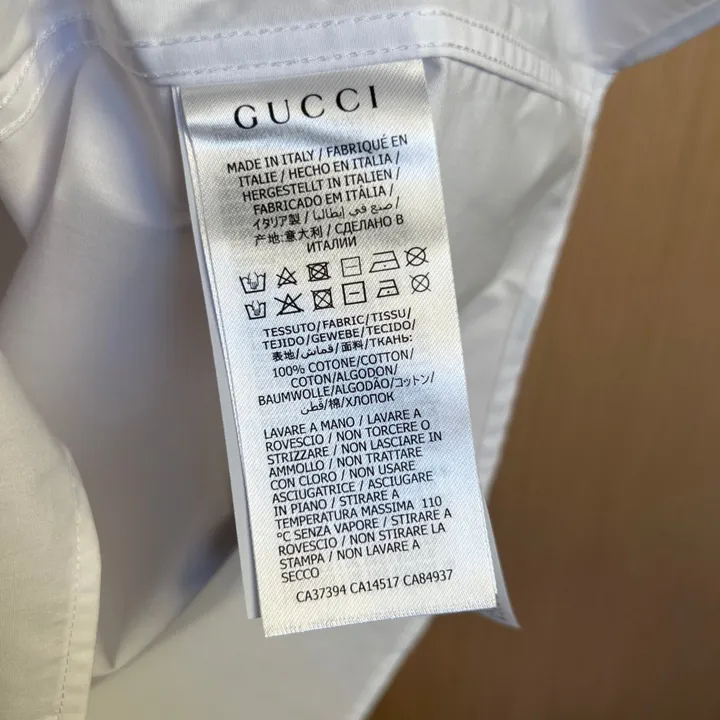 GUCCI
MADE IN ITALY / FABRIQUÉ EN
ITALIE / HECHO EN ITALIA /
HERGESTELLT IN ITALIEN /
FABRICADO EM ITÀLIA /
イタリア製 / صنع في إيطاليا /
产地:意大利 / СДЕЛАНО В
ИТАЛИИ
TESSUTO/FABRIC/TISSU/
TEJIDO/GEWEBE/TECIDO/
表地/قماش/面料/ТКАНЬ:
100% COTONE/COTTON/
COTON/ALGODON/
BAUMWOLLE/ALGODÃO/コットン/
قطن/棉/ХЛОПОК
LAVARE A MANO / LAVARE A
ROVESCIO / NON TORCERE O
STRIZZARE / NON LASCIARE IN
AMMOLLO / NON TRATTARE
CON CLORO / NON USARE
ASCIUGATRICE / ASCIUGARE
IN PIANO / STIRARE A
TEMPERATURA MASSIMA 110
°C SENZA VAPORE / STIRARE A
ROVESCIO / NON STIRARE LA
STAMPA / NON LAVARE A
SECCO
CA37394 CA14517 CA84937